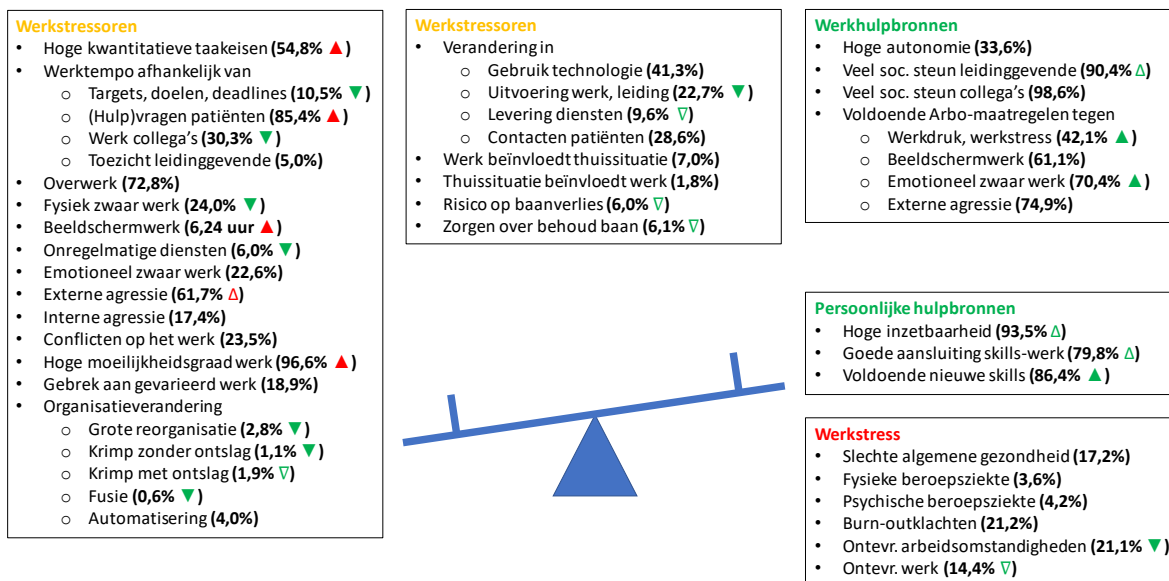 Werkstressoren
• Hoge kwantitatieve taakeisen (54,8% ▲)
• Werktempo afhankelijk van
o Targets, doelen, deadlines (10,5% ▼)
o (Hulp)vragen patiënten (85,4% ▲)
o Werk collega's (30,3% ▼)
o Toezicht leidinggevende (5,0%)
• Overwerk (72,8%)
• Fysiek zwaar werk (24,0% ▼)
• Beeldschermwerk (6,24 uur ▲)
• Onregelmatige diensten (6,0% ▼)
• Emotioneel zwaar werk (22,6%)
• Externe agressie (61,7% Δ)
• Interne agressie (17,4%)
• Conflicten op het werk (23,5%)
• Hoge moeilijkheidsgraad werk (96,6% ▲)
• Gebrek aan gevarieerd werk (18,9%)
• Organisatieverandering
o Grote reorganisatie (2,8% ▼)
o Krimp zonder ontslag (1,1% ▼)
o Krimp met ontslag (1,9% ∇)
o Fusie (0,6% ▼)
o Automatisering (4,0%)
Werkstressoren
• Verandering in
o Gebruik technologie (41,3%)
o Uitvoering werk, leiding (22,7% ▼)
o Levering diensten (9,6% ∇)
o Contacten patiënten (28,6%)
• Werk beïnvloedt thuissituatie (7,0%)
• Thuissituatie beïnvloedt werk (1,8%)
• Risico op baanverlies (6,0% ∇)
• Zorgen over behoud baan (6,1% ∇)
Werkhulpbronnen
• Hoge autonomie (33,6%)
• Veel soc. steun leidinggevende (90,4% Δ)
• Veel soc. steun collega's (98,6%)
• Voldoende Arbo-maatregelen tegen
o Werkdruk, werkstress (42,1% ▲)
o Beeldschermwerk (61,1%)
o Emotioneel zwaar werk (70,4% ▲)
o Externe agressie (74,9%)
Persoonlijke hulpbronnen
• Hoge inzetbaarheid (93,5% Δ)
• Goede aansluiting skills-werk (79,8% Δ)
• Voldoende nieuwe skills (86,4% ▲)
Werkstress
• Slechte algemene gezondheid (17,2%)
• Fysieke beroepsziekte (3,6%)
• Psychische beroepsziekte (4,2%)
• Burn-outklachten (21,2%)
• Ontevr. arbeidsomstandigheden (21,1% ▼)
• Ontevr. werk (14,4% ∇)